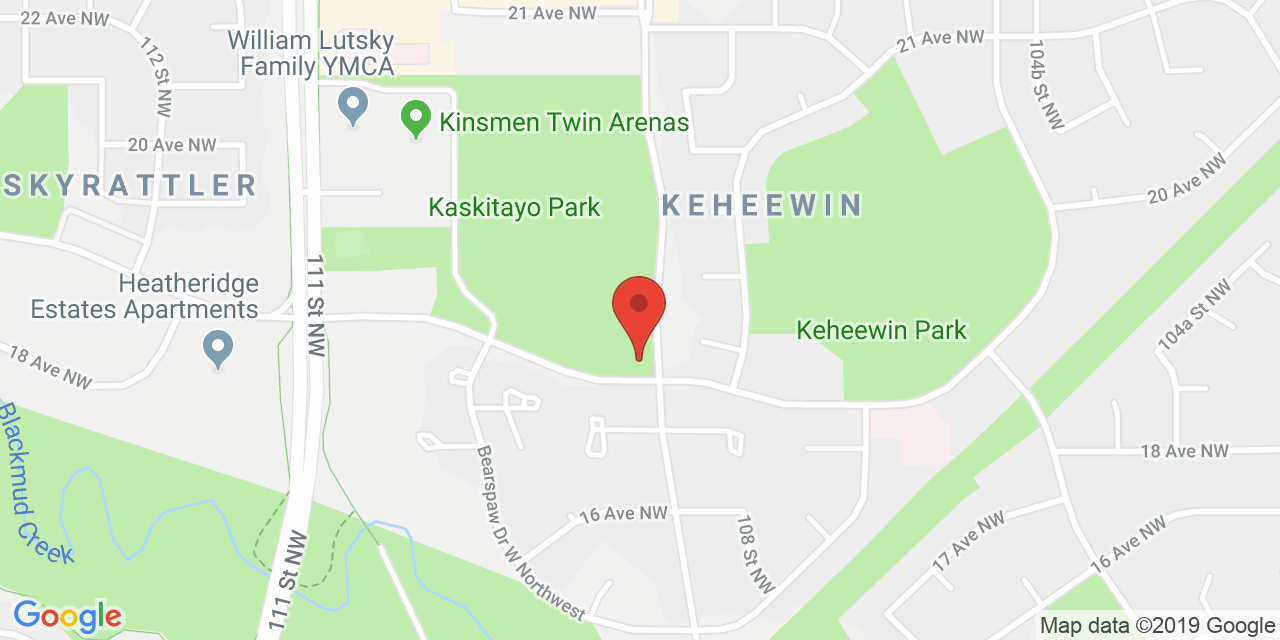 22 Ave NW
21 Ave NW
21 Ave NW
William Lutsky
Family YMCA
112 St NW
104b St NW
Kinsmen Twin Arenas
20 Ave NW
SKYRATTLER
Kaskitayo Park
KEHEEWIN
20 Ave NW
111 St NW
Heatheridge
Estates Apartments
104a St NW
Keheewin Park
18 Ave NW
Blackmud Creek
18 Ave NW
Bearspaw Dr W Northwest
16 Ave NW
108 St NW
17 Ave NW
16 Ave NW
111 St NW
Google
Map data ©2019 Google